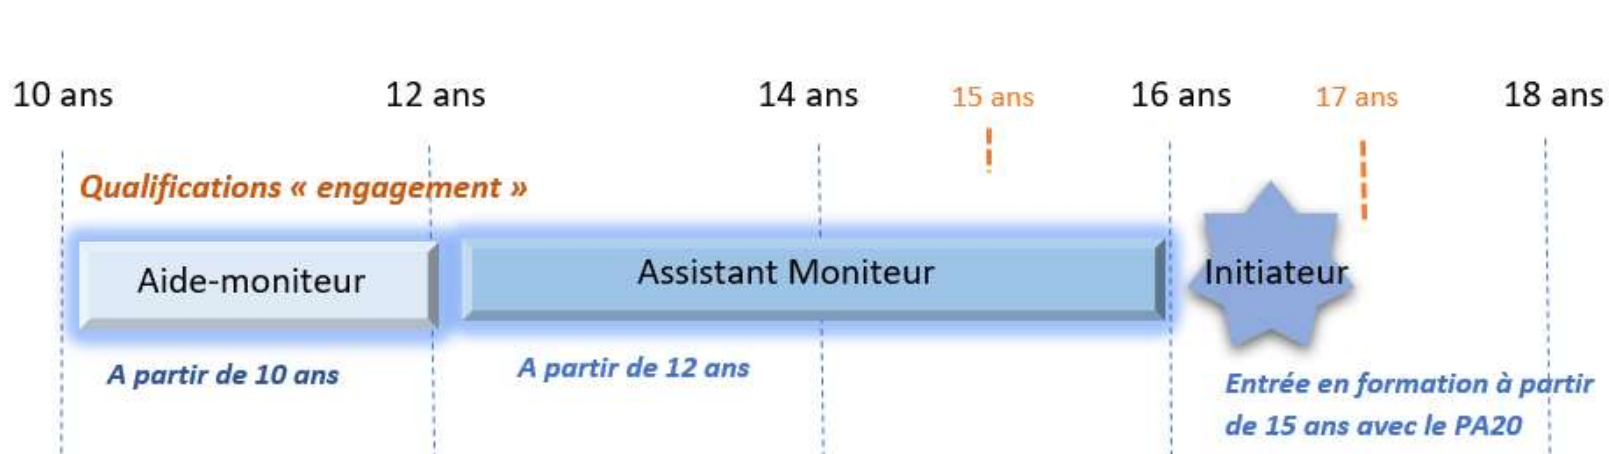 10 ans 12 ans 14 ans 15 ans 16 ans 17 ans 18 ans
Qualifications « engagement »
Aide-moniteur
Assistant Moniteur
Initiateur
A partir de 10 ans
A partir de 12 ans
Entrée en formation à partir
de 15 ans avec le PA20